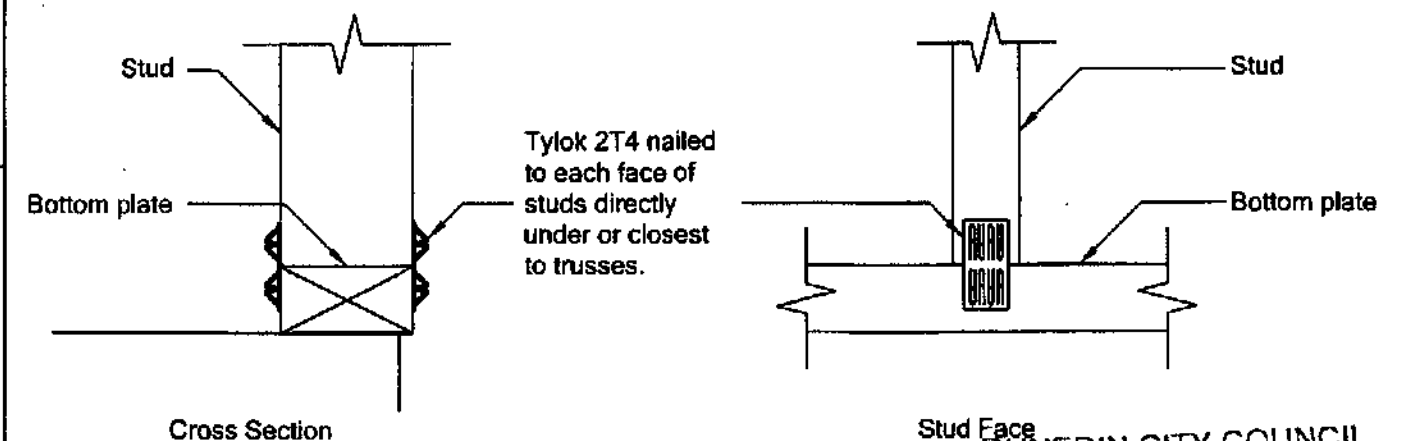 Stud
Bottom plate
Tylok 2T4 nailed
to each face of
studs directly
under or closest
to trusses.
Stud
Bottom plate
Cross Section
Stud Face
CITY COUNCIL